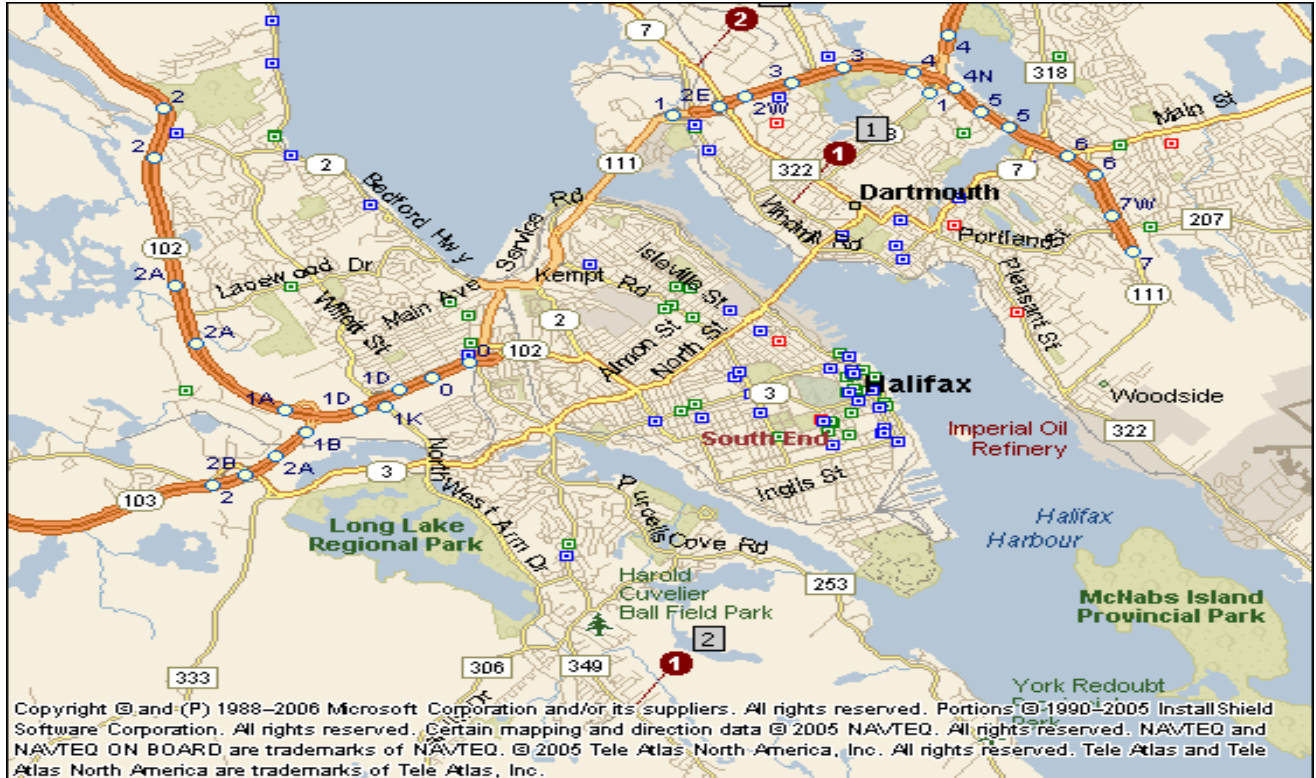 2
2
7
1
2E
2W
3
3
4
4
4N
318
Main St
1
5
5
1
8
2
2
111
322
1
7
6
6
Bedford Hwy
Service Rd
Dartmouth
7W
207
102
Windmill Rd
Portland St
2A
Lacewood Dr
Kempt Rd
Isleville St
Pleasant St
7
111
Main Ave
2
Almon St
North St
2A
0
102
1D
0
3
Halifax
Woodside
1A
1D
1K
322
1B
South End
Imperial Oil
Refinery
2B
2A
3
North West Arm Dr
Inglis St
103
2
Purcells Cove Rd
Long Lake
Regional Park
Halifax
Harbour
Harold
Cuvelier
Ball Field Park
253
McNabs Island
Provincial Park
2
333
306
349
1
York Redoubt
Copyright © and (P) 1988–2006 Microsoft Corporation and/or its suppliers. All rights reserved. Portions © 1990–2005 InstallShield
Software Corporation. All rights reserved. Certain mapping and direction data © 2005 NAVTEQ. All rights reserved. NAVTEQ and
NAVTEQ ON BOARD are trademarks of NAVTEQ. © 2005 Tele Atlas North America, Inc. All rights reserved. Tele Atlas and Tele
Atlas North America are trademarks of Tele Atlas, Inc.